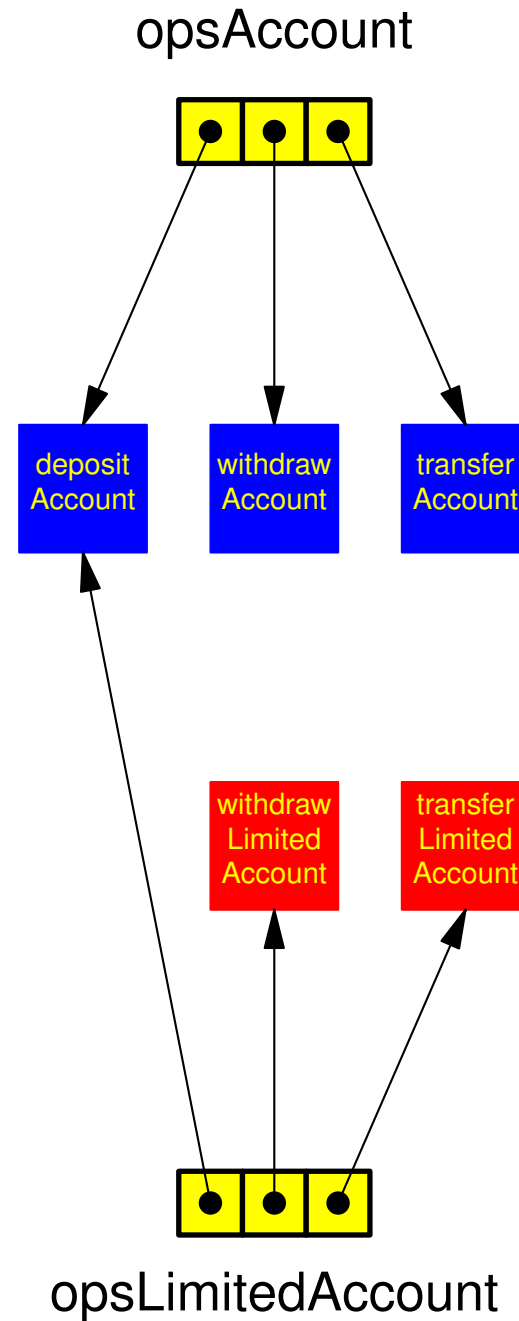 opsAccount
deposit
Account
withdraw
Account
transfer
Account
withdraw
Limited
Account
transfer
Limited
Account
opsLimitedAccount